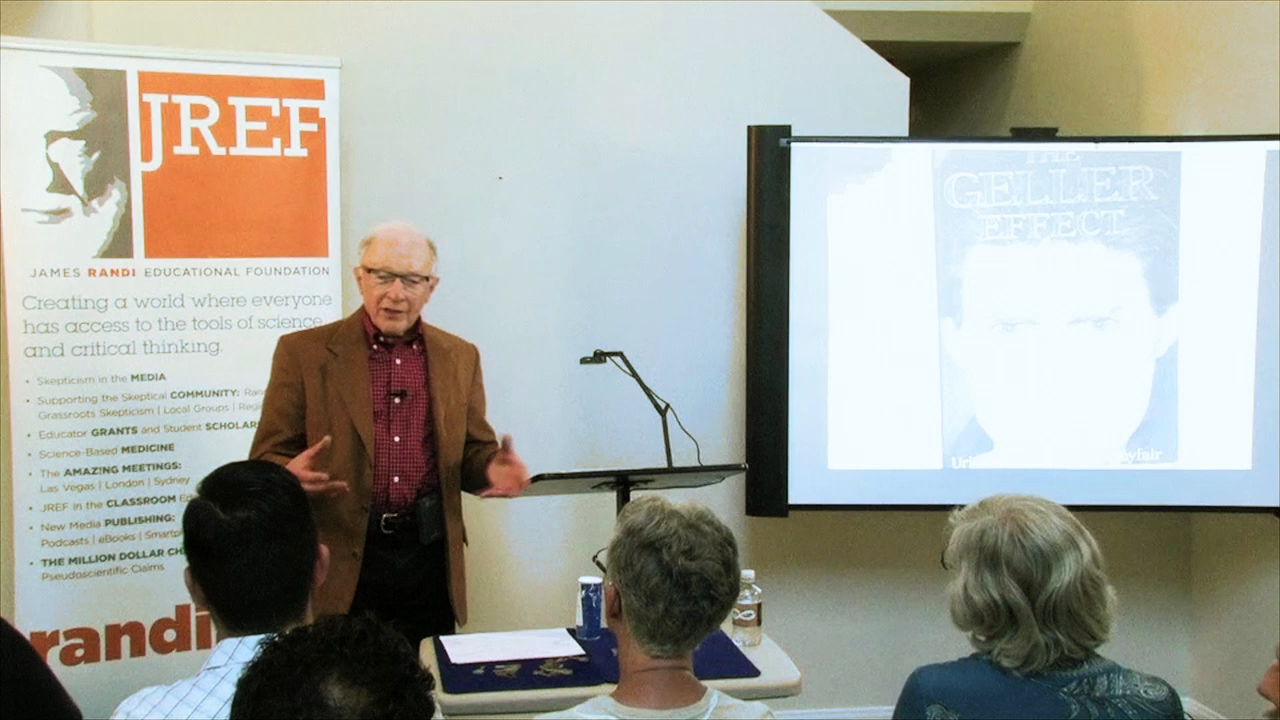 JREF
JAMES RANDI EDUCATIONAL FOUNDATION
Creating a world where everyone
has access to the tools of science
and critical thinking.
• Skepticism in the MEDIA
• Supporting the Skeptical COMMUNITY:
Grassroots Skepticism | Local Groups |
• Educator GRANTS and Student
• Science-Based MEDICINE
• The AMAZ!NG MEETINGS:
Las Vegas | London | Sydney
• JREF in the CLASSROOM
• New Media PUBLISHING:
Podcasts | eBooks |
• THE MILLION DOLLAR
Pseudoscientific Claims
randi
THE
GELLER
EFFECT